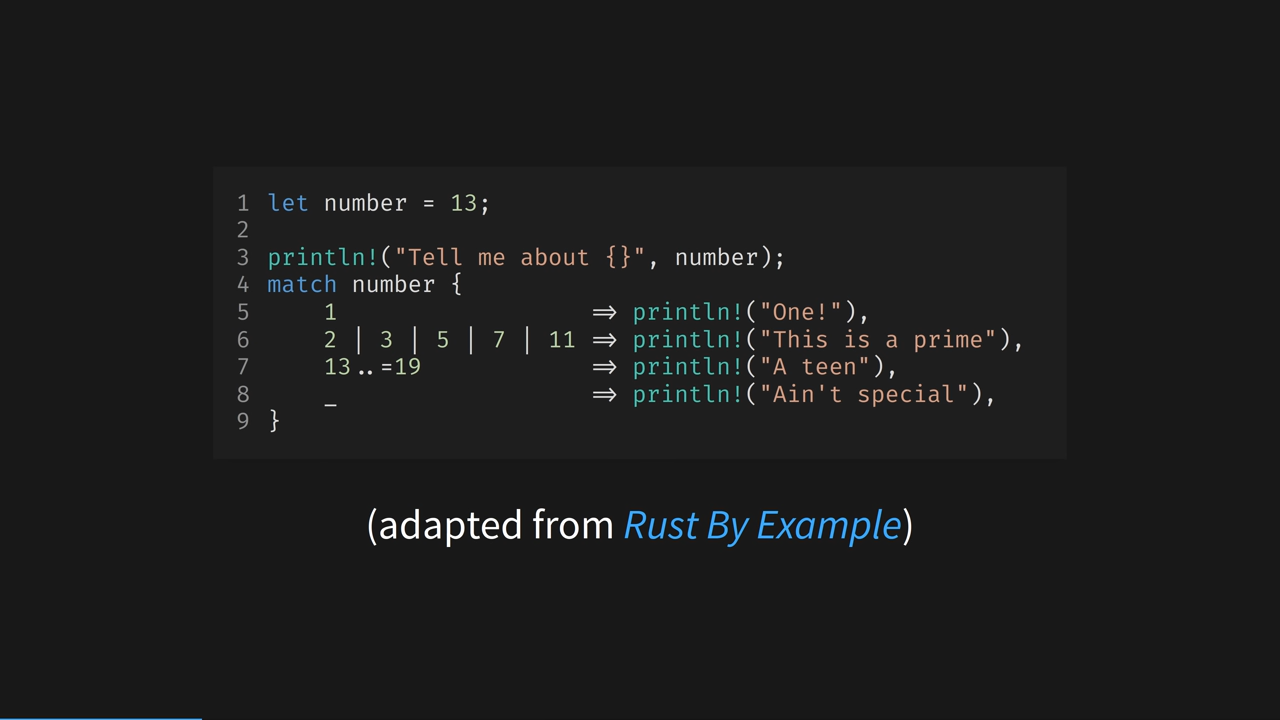 1 let number = 13;
2
3 println!("Tell me about {}", number);
4 match number {
5     1                   => println!("One!"),
6     2 | 3 | 5 | 7 | 11 => println!("This is a prime"),
7     13..=19             => println!("A teen"),
8     _                   => println!("Ain't special"),
9 }
(adapted from Rust By Example)